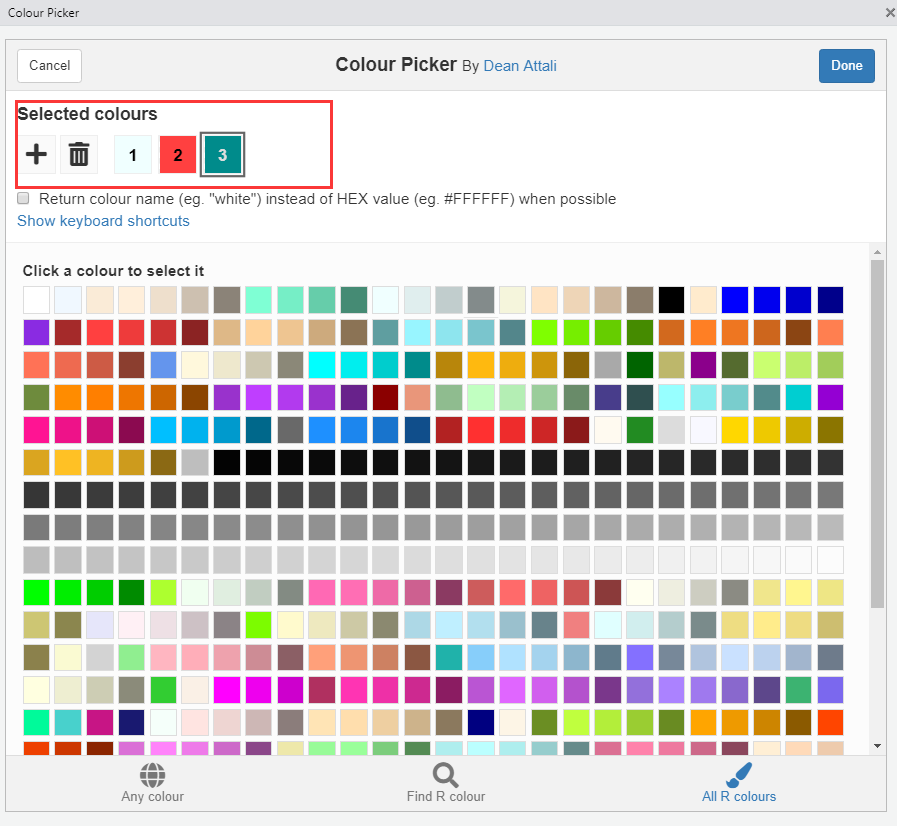 Colour Picker
Cancel
Colour Picker By Dean Attali
Done
Selected colours
1 2 3
Return colour name (eg. "white") instead of HEX value (eg. #FFFFFF) when possible
Show keyboard shortcuts
Click a colour to select it
Any colour
Find R colour
All R colours